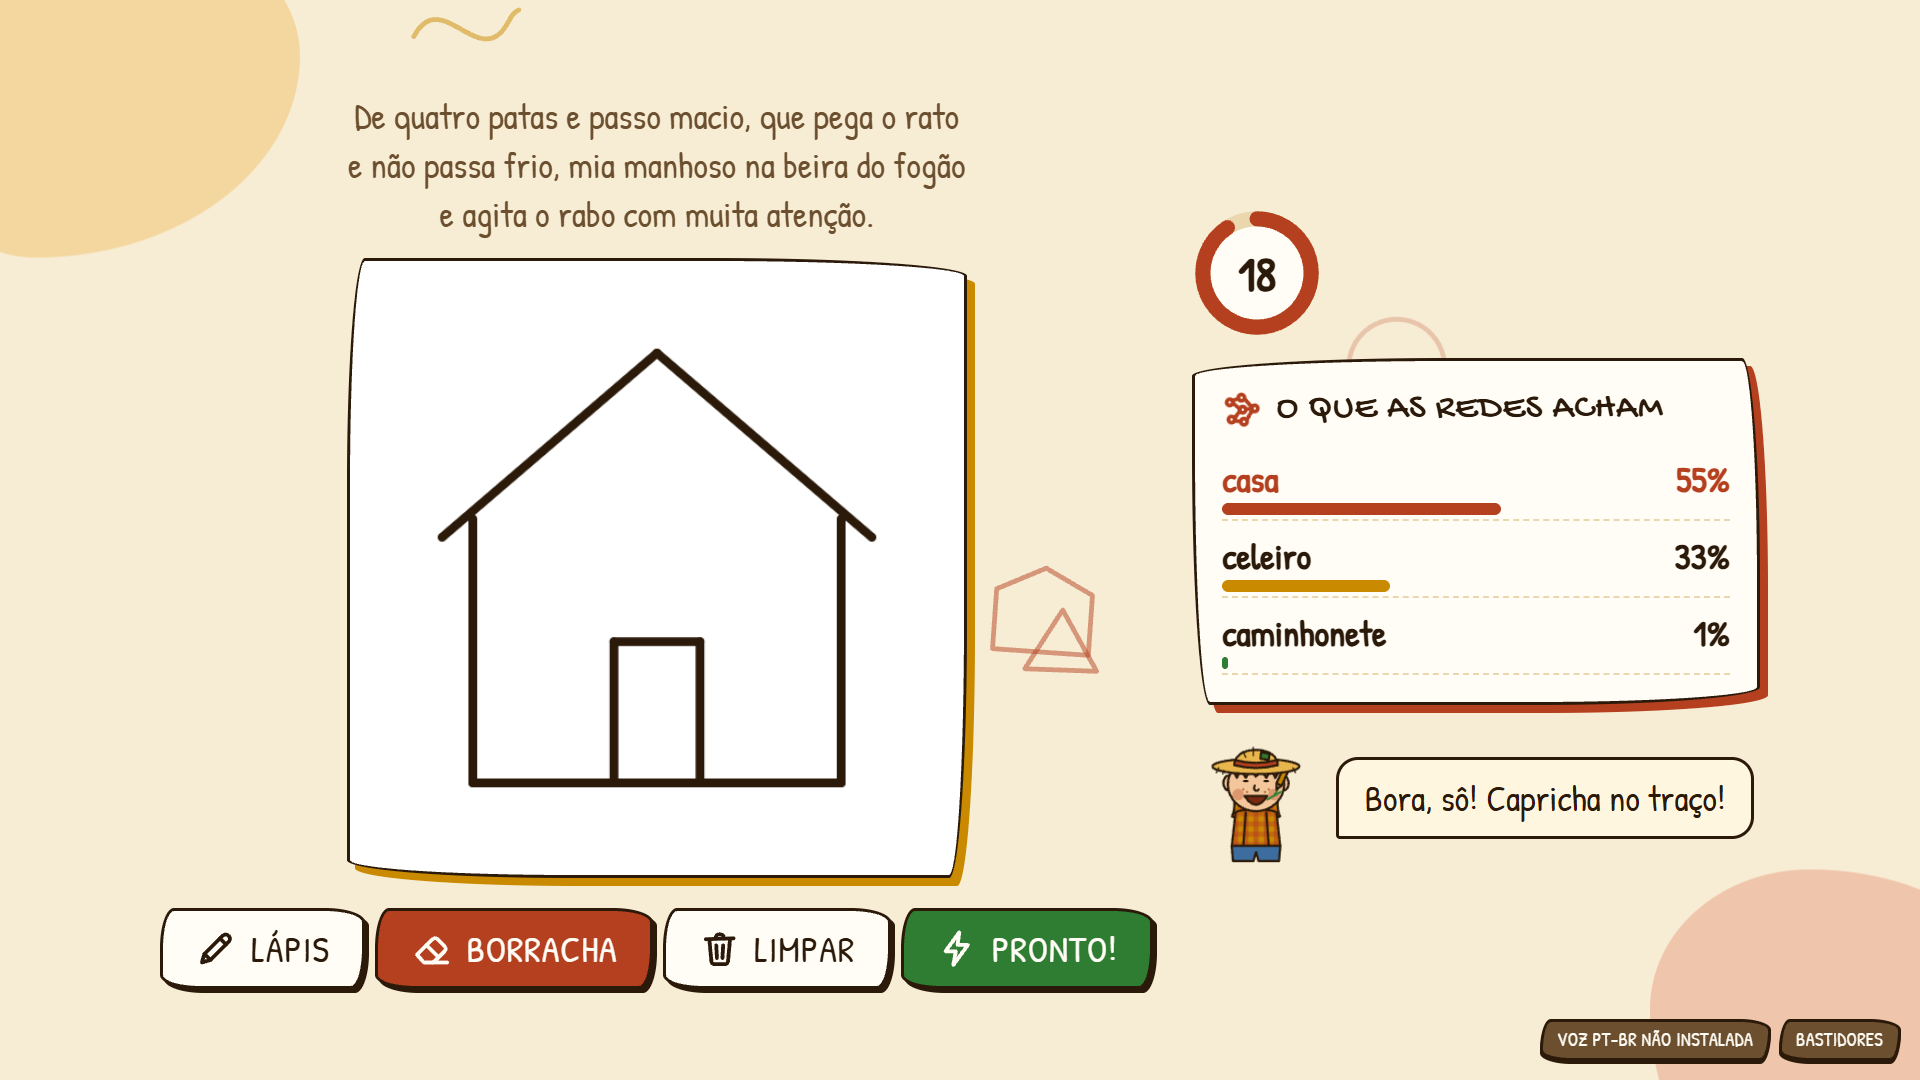 De quatro patas e passo macio, que pega o rato
e não passa frio, mia manhoso na beira do fogão
e agita o rabo com muita atenção.
18
O QUE AS REDES ACHAM
casa 55%
celeiro 33%
caminhonete 1%
Bora, sô! Capricha no traço!
LÁPIS
BORRACHA
LIMPAR
PRONTO!
VOZ PT-BR NÃO INSTALADA
BASTIDORES